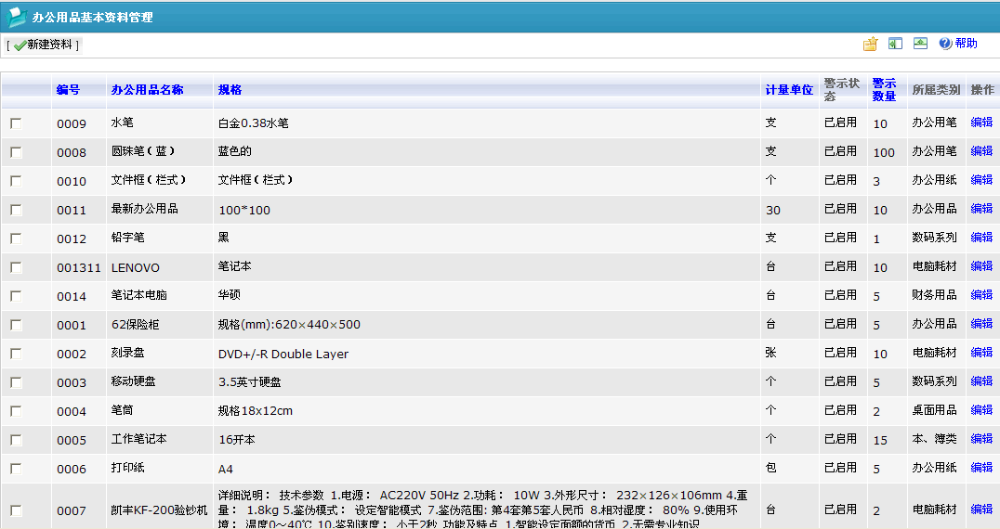 办公用品基本资料管理
[ 新建资料 ] 帮助
编号 办公用品名称 规格 计量单位 警示状态 警示数量 所属类别 操作
0009 水笔 白金0.38水笔 支 已启用 10 办公用笔 编辑
0008 圆珠笔(蓝) 蓝色的 支 已启用 100 办公用笔 编辑
0010 文件框(栏式) 文件框(栏式) 个 已启用 3 办公用纸 编辑
0011 最新办公用品 100*100 30 已启用 10 办公用品 编辑
0012 铅字笔 黑 支 已启用 1 数码系列 编辑
001311 LENOVO 笔记本 台 已启用 10 电脑耗材 编辑
0014 笔记本电脑 华硕 台 已启用 5 财务用品 编辑
0001 62保险柜 规格(mm):620×440×500 台 已启用 5 办公用品 编辑
0002 刻录盘 DVD+/-R Double Layer 张 已启用 10 电脑耗材 编辑
0003 移动硬盘 3.5英寸硬盘 个 已启用 5 数码系列 编辑
0004 笔筒 规格18x12cm 个 已启用 2 桌面用品 编辑
0005 工作笔记本 16开本 个 已启用 15 本、簿类 编辑
0006 打印纸 A4 包 已启用 5 办公用纸 编辑
详细说明: 技术参数 1.电源: AC220V 50Hz 2.功耗: 10W 3.外形尺寸: 232×126×106mm 4.重
0007 凯丰KF-200验钞机 量: 1.8kg 5.鉴伪模式: 设定智能模式 7.鉴伪范围: 第4套第5套人民币 8.相对湿度: 80% 9.使用环 台 已启用 2 电脑耗材 编辑
境: 温度0~40℃ 10.鉴别速度: 小于2秒 功能及特点 1.智能设定面额的货币 2.无需专业知识